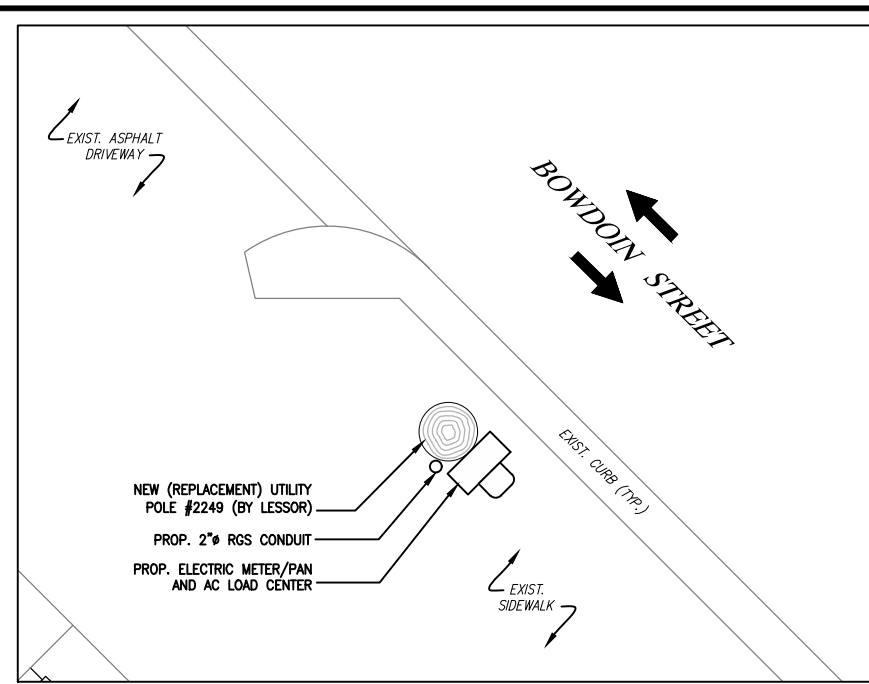 EXIST. ASPHALT
DRIVEWAY
BOWDOIN STREET
EXIST. CURB (TYP.)
NEW (REPLACEMENT) UTILITY
POLE #2249 (BY LESSOR)
PROP. 2"ø RGS CONDUIT
PROP. ELECTRIC METER/PAN
AND AC LOAD CENTER
EXIST.
SIDEWALK